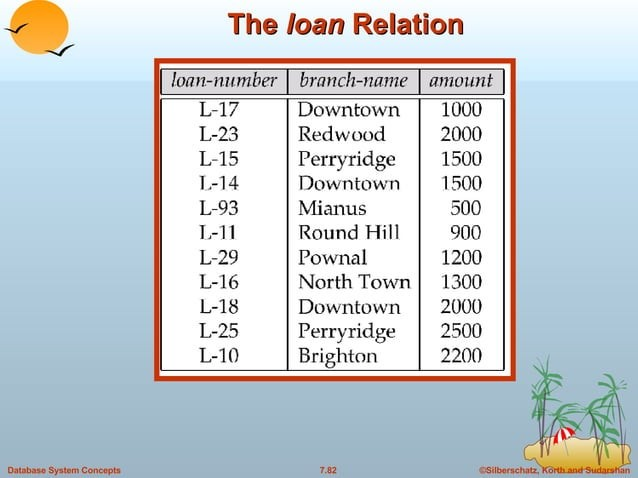 The loan Relation
loan-number branch-name amount
L-17 Downtown 1000
L-23 Redwood 2000
L-15 Perryridge 1500
L-14 Downtown 1500
L-93 Mianus 500
L-11 Round Hill 900
L-29 Pownal 1200
L-16 North Town 1300
L-18 Downtown 2000
L-25 Perryridge 2500
L-10 Brighton 2200
Database System Concepts 7.82 ©Silberschatz, Korth and Sudarshan